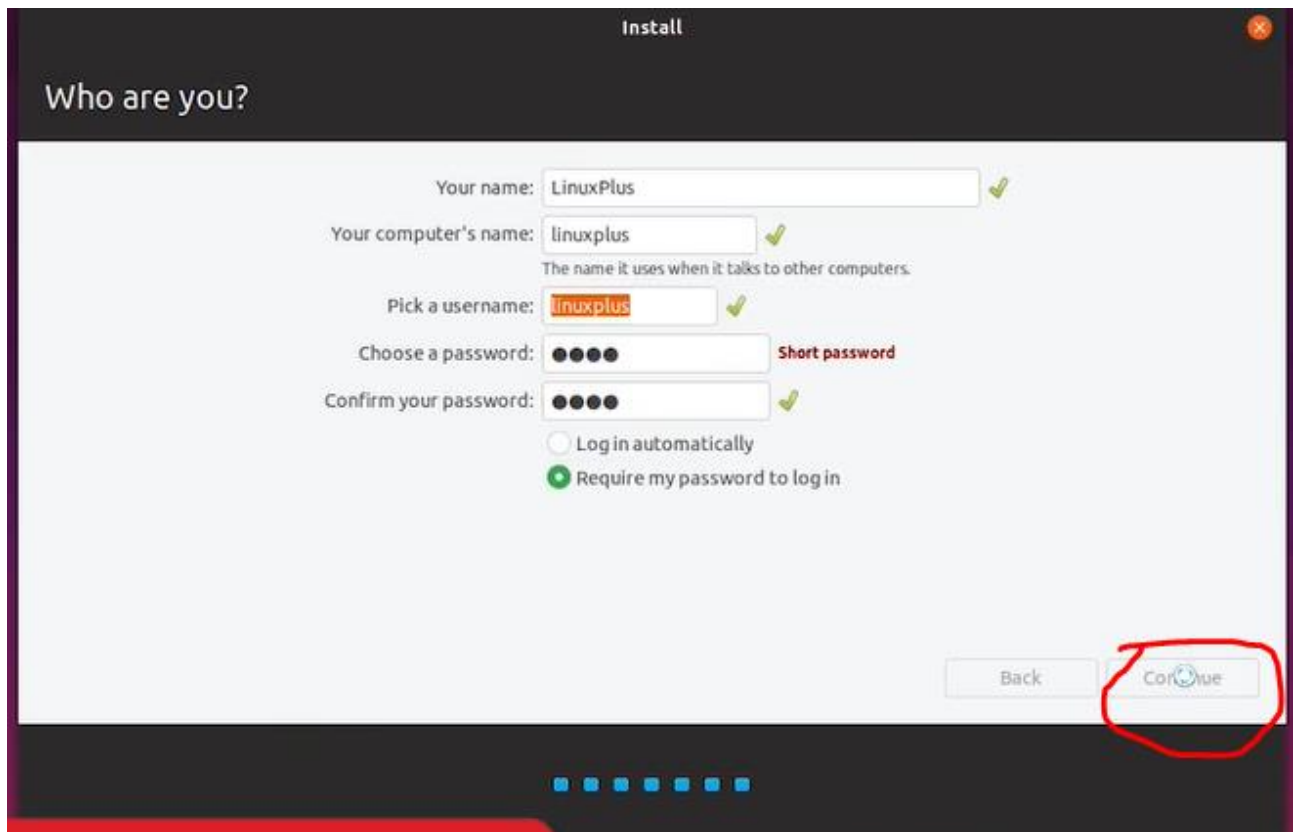 Install
Who are you?
Your name: LinuxPlus
Your computer's name: linuxplus
The name it uses when it talks to other computers.
Pick a username: linuxplus
Choose a password: ●●●● Short password
Confirm your password: ●●●●
Log in automatically
Require my password to log in
Back Continue